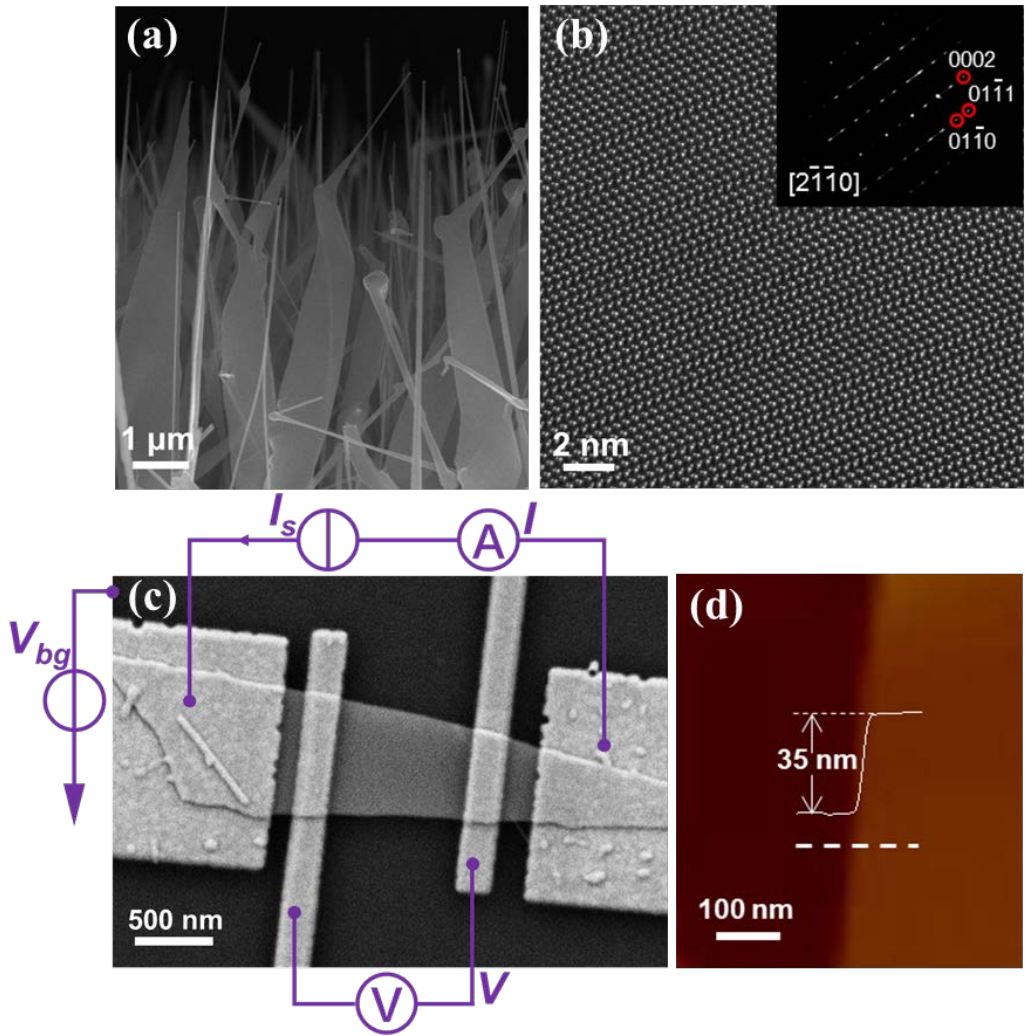 (a)
1 μm
(b)
0002
011̄1
011̄0
[21̄1̄0]
2 nm
I_s
A
I
V_bg
(c)
500 nm
V
V
(d)
35 nm
100 nm